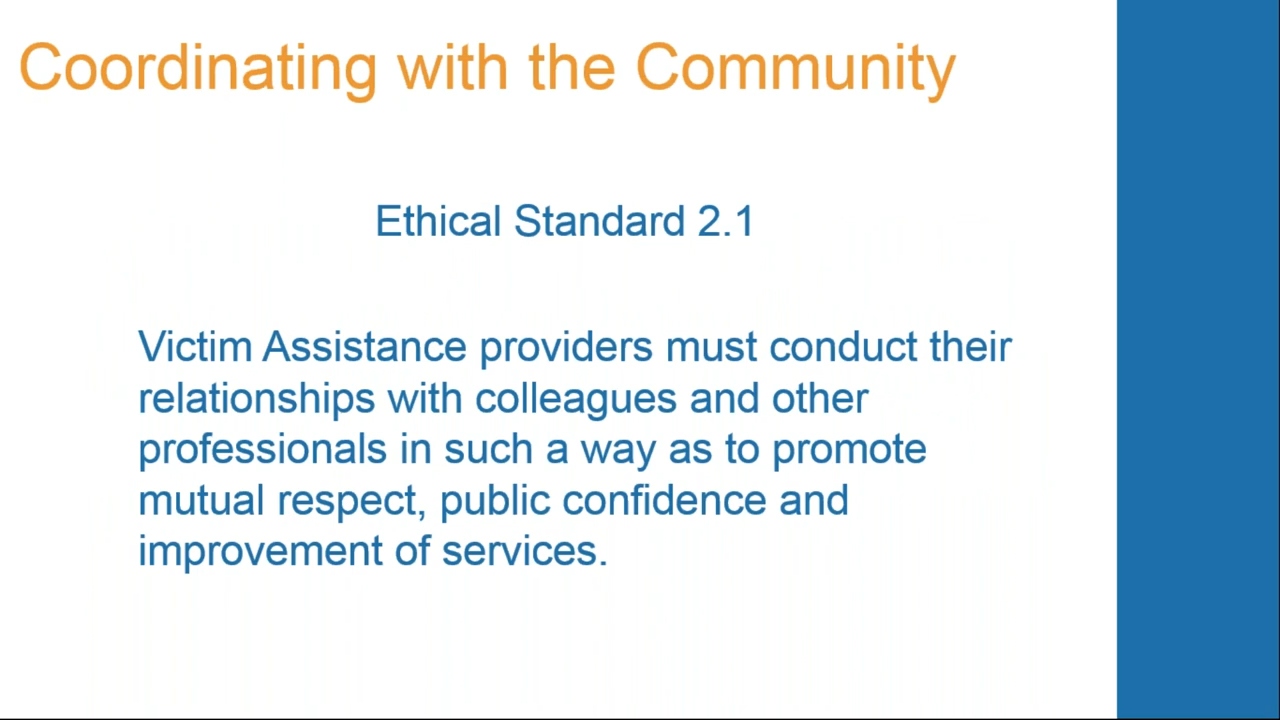 Coordinating with the Community
Ethical Standard 2.1
Victim Assistance providers must conduct their
relationships with colleagues and other
professionals in such a way as to promote
mutual respect, public confidence and
improvement of services.